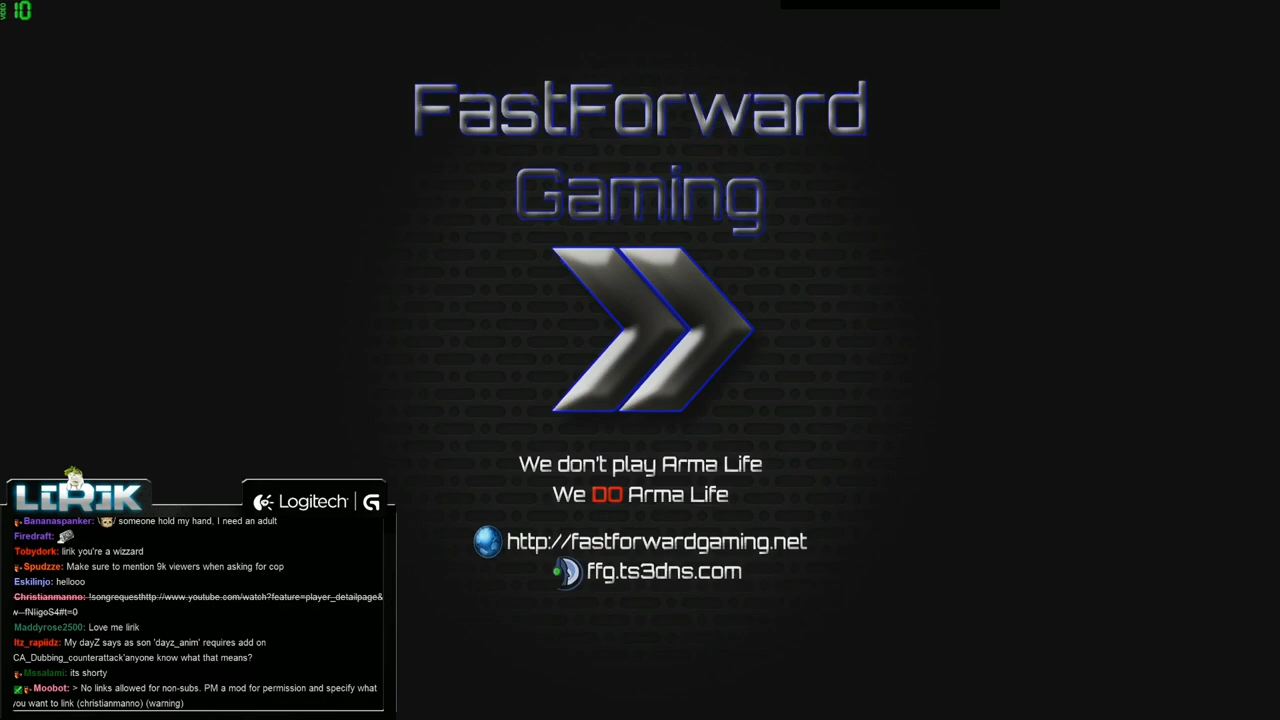 VIDEO 10
FastForward
Gaming
We don't play Arma Life
We DO Arma Life
http://fastforwardgaming.net
ffg.ts3dns.com
LIRIK
Logitech G
Bananaspanker: \ / someone hold my hand, I need an adult
Firedraft:
Tobydork: lirik you're a wizzard
Spudzze: Make sure to mention 9k viewers when asking for cop
Eskilinjo: hellooo
Christianmanno: !songrequesthttp://www.youtube.com/watch?feature=player_detailpage&
Maddyrose2500: Love me lirik
Itz_rapiidz: My dayZ says as son 'dayz_anim' requires add on
CA_Dubbing_counterattack'anyone know what that means?
Mssalami: its shorty
Moobot: > No links allowed for non-subs. PM a mod for permission and specify what
you want to link (christianmanno) (warning)